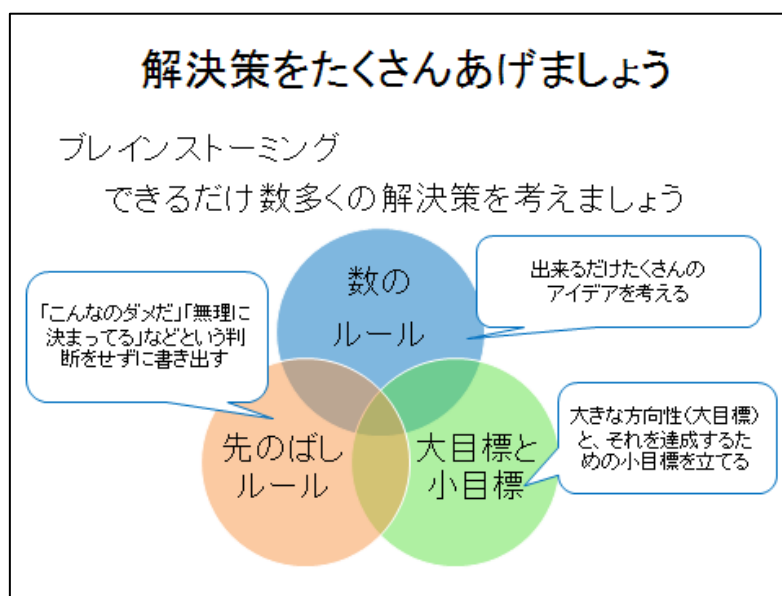 解決策をたくさんあげましょう
ブレインストーミング
できるだけ数多くの解決策を考えましょう
数の
ルール
出来るだけたくさんの
アイデアを考える
「こんなのダメだ」「無理に
決まってる」などという判
断をせずに書き出す
先のばし
ルール
大目標と
小目標
大きな方向性(大目標)
と、それを達成するた
めの小目標を立てる